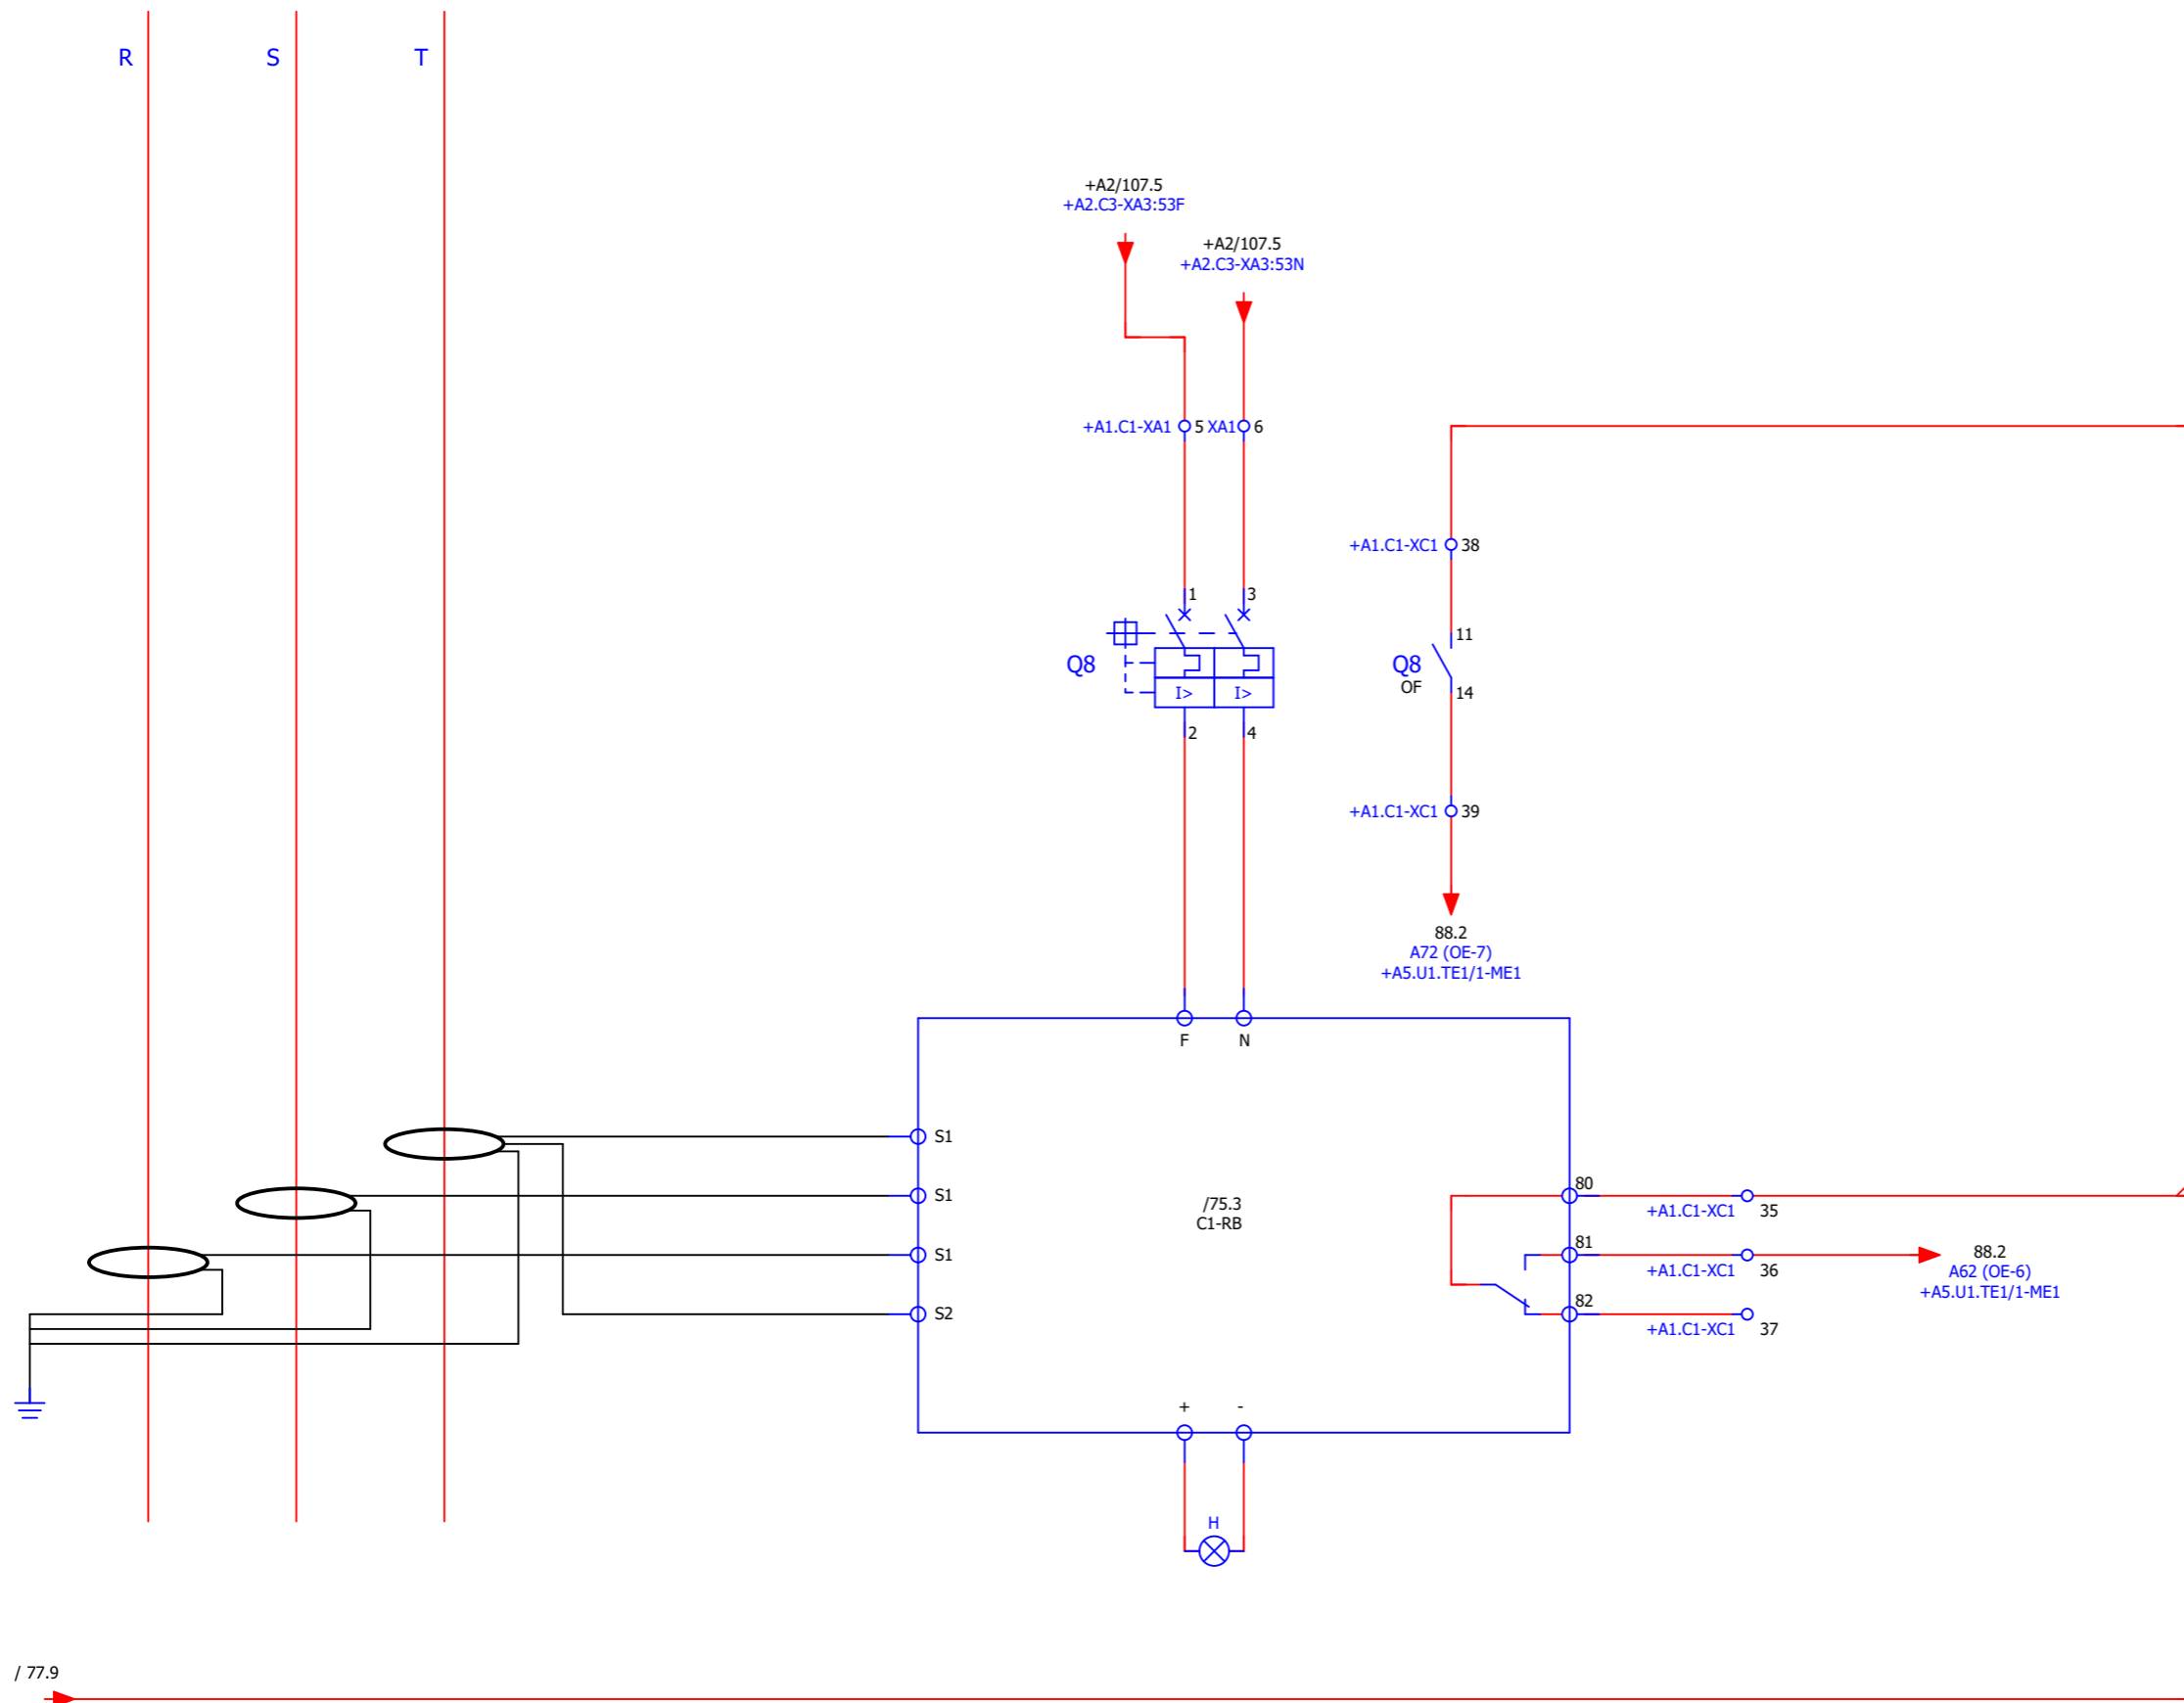 R
S
T
+A2/107.5
+A2.C3-XA3:53F
+A2/107.5
+A2.C3-XA3:53N
+A1.C1-XA1
5
XA1
6
+A1.C1-XC1
38
1
3
Q8
I>
I>
2
4
11
Q8
OF
14
+A1.C1-XC1
39
88.2
A72 (OE-7)
+A5.U1.TE1/1-ME1
F
N
S1
S1
S1
S2
/75.3
C1-RB
80
+A1.C1-XC1
35
81
+A1.C1-XC1
36
88.2
A62 (OE-6)
+A5.U1.TE1/1-ME1
82
+A1.C1-XC1
37
+
-
H
/ 77.9